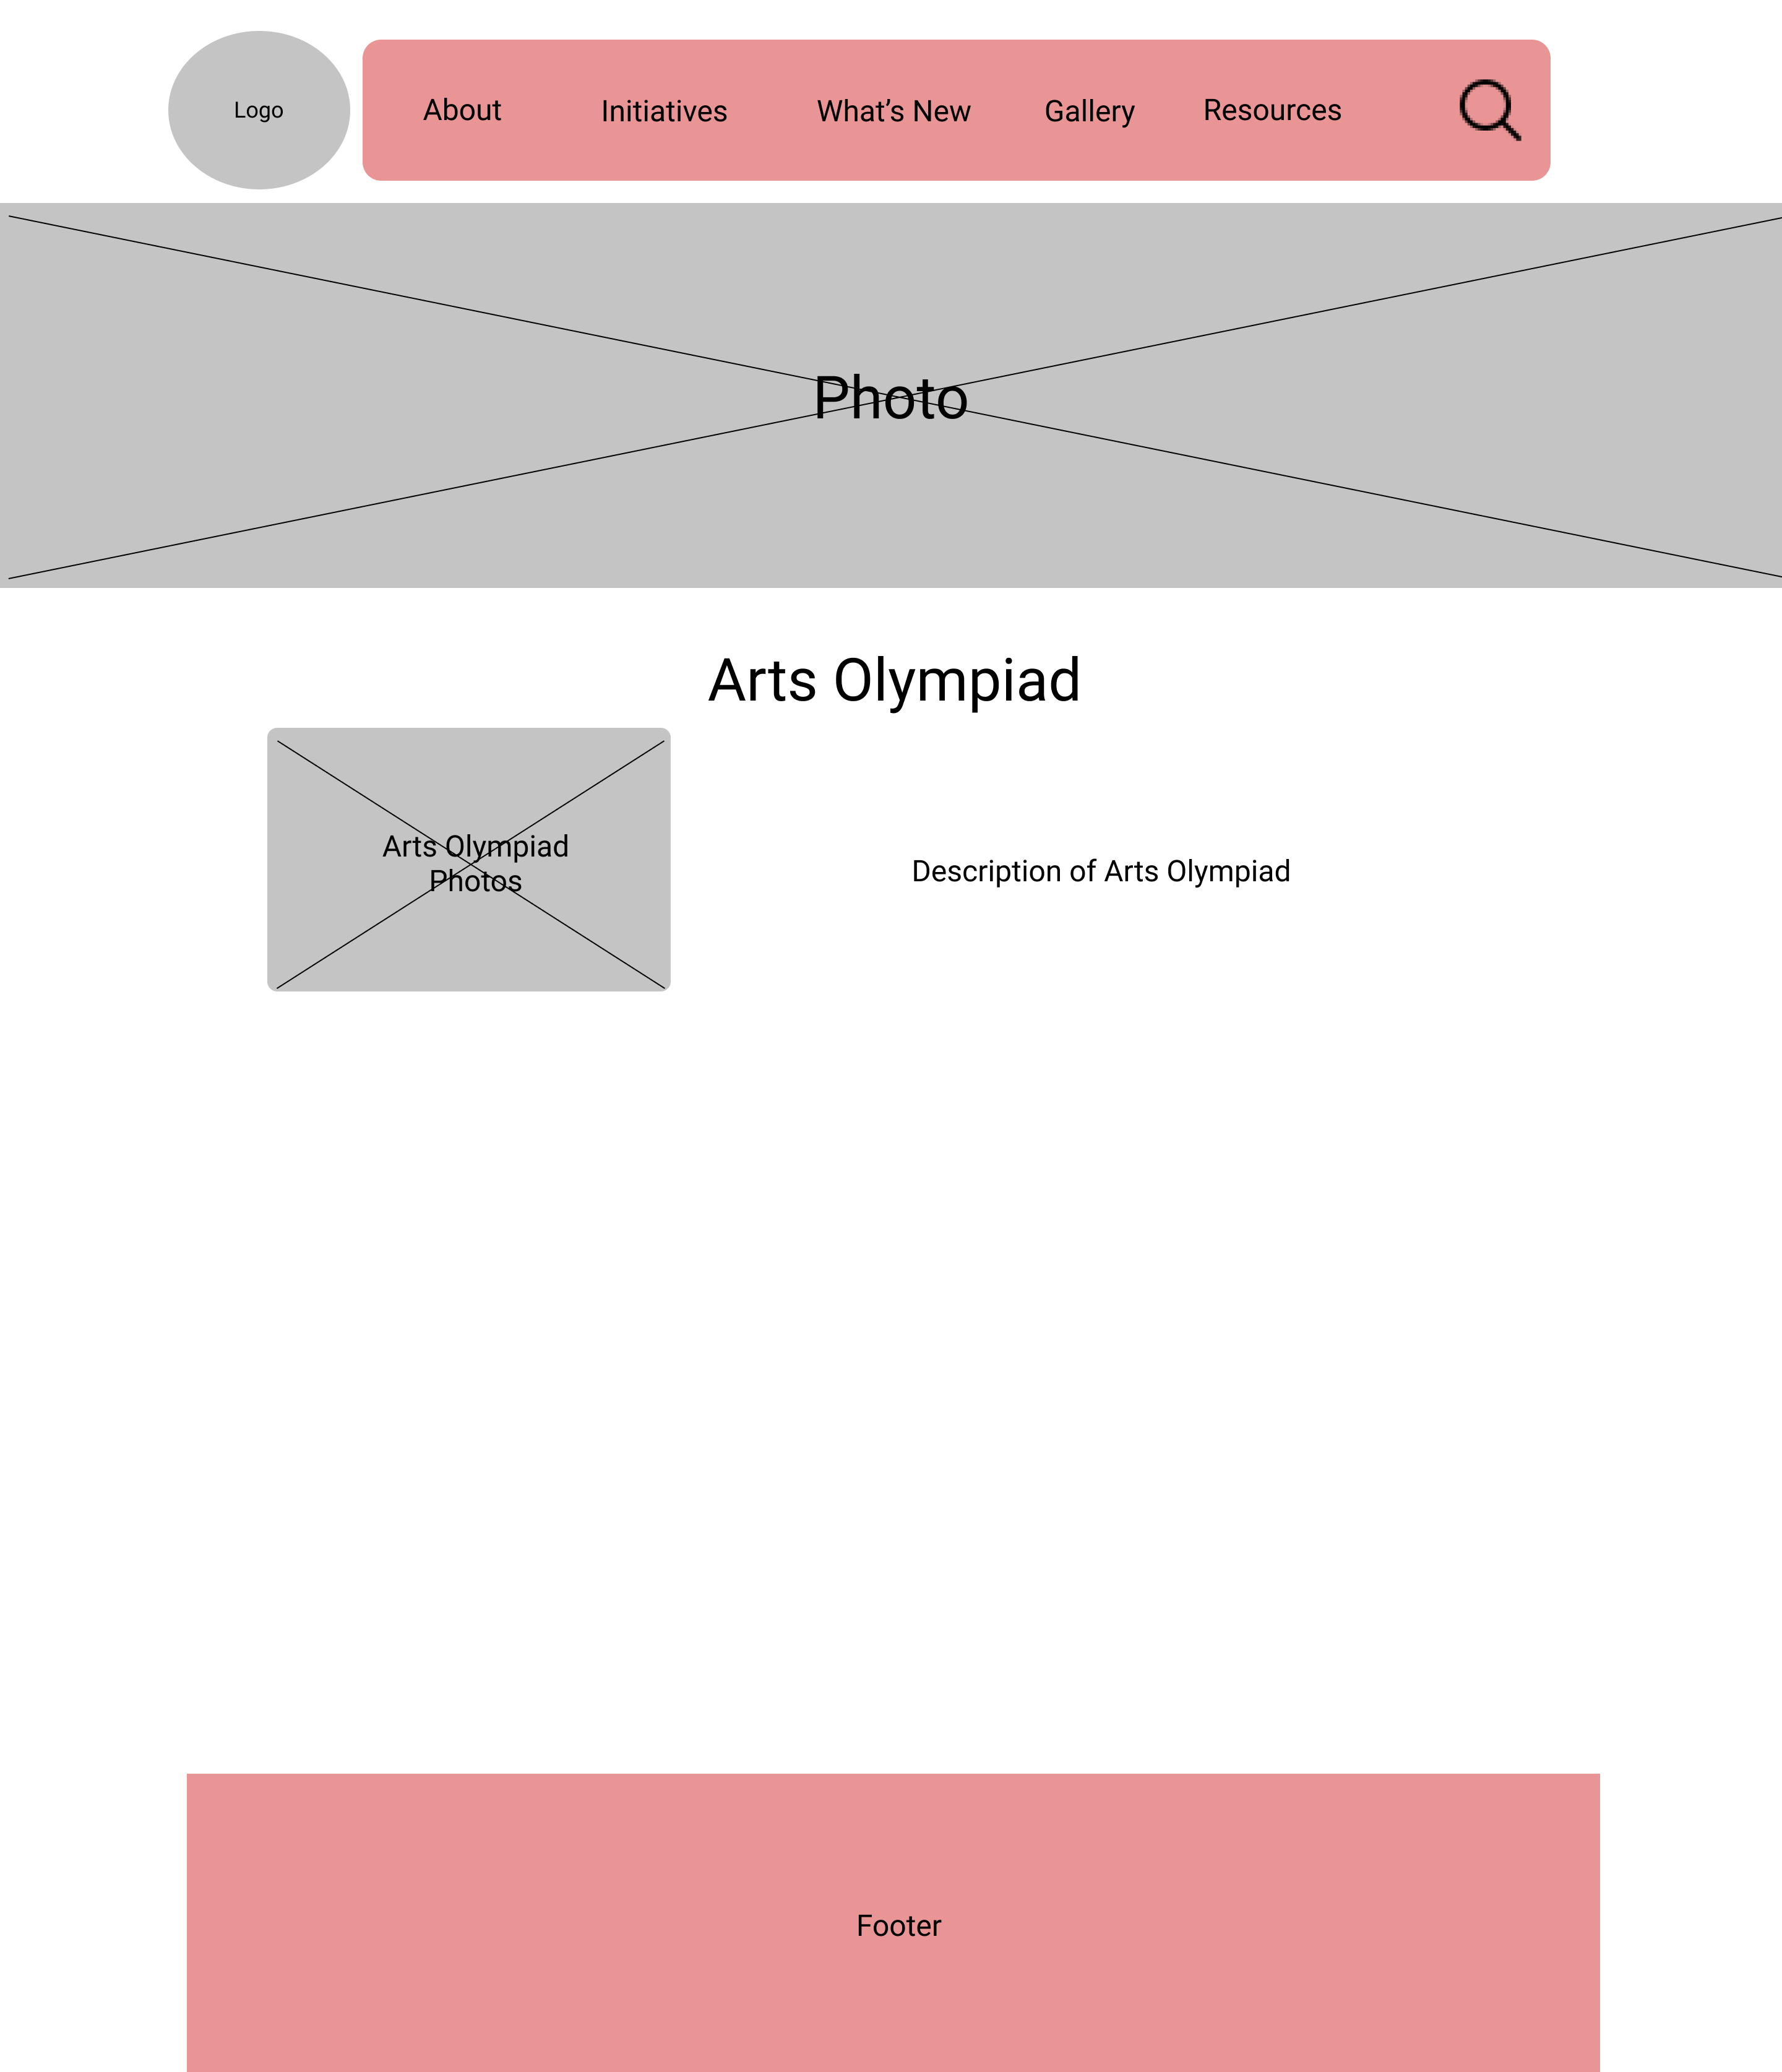 Logo
About
Initiatives
What’s New
Gallery
Resources
Photo
Arts Olympiad
Arts Olympiad
Photos
Description of Arts Olympiad
Footer